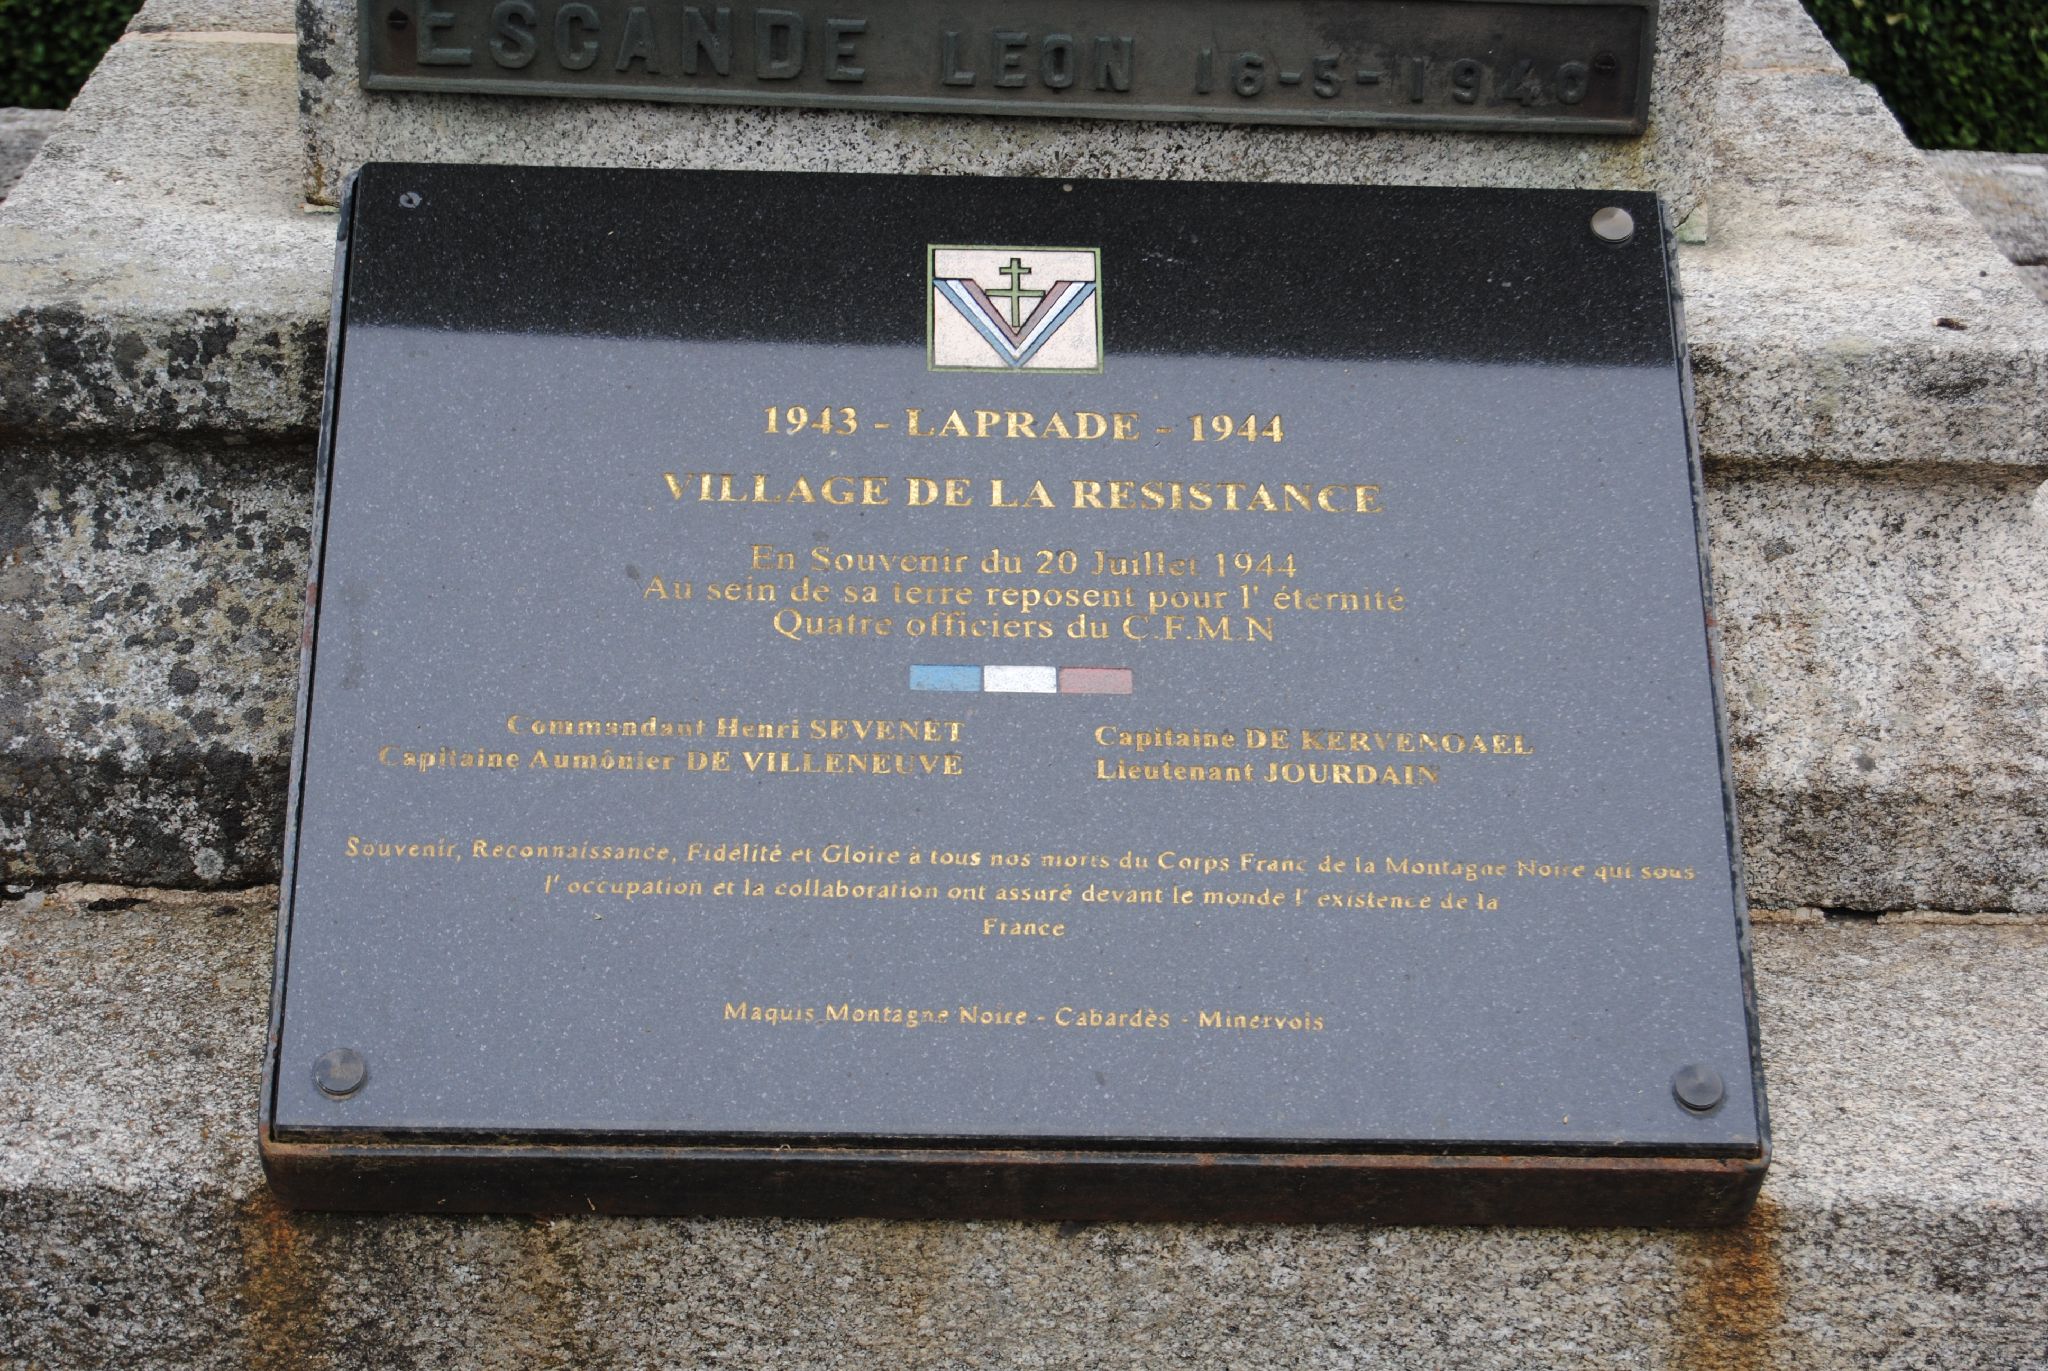 ESCANDE LEON 16-5-1940
1943 - LAPRADE - 1944
VILLAGE DE LA RESISTANCE
En Souvenir du 20 Juillet 1944
Au sein de sa terre reposent pour l' éternité
Quatre officiers du C.F.M.N
Commandant Henri SEVENET
Capitaine Aumônier DE VILLENEUVE
Capitaine DE KERVENOAEL
Lieutenant JOURDAIN
Souvenir, Reconnaissance, Fidélité et Gloire à tous nos morts du Corps Franc de la Montagne Noire qui sous
l' occupation et la collaboration ont assuré devant le monde l' existence de la
France
Maquis Montagne Noire - Cabardès - Minervois